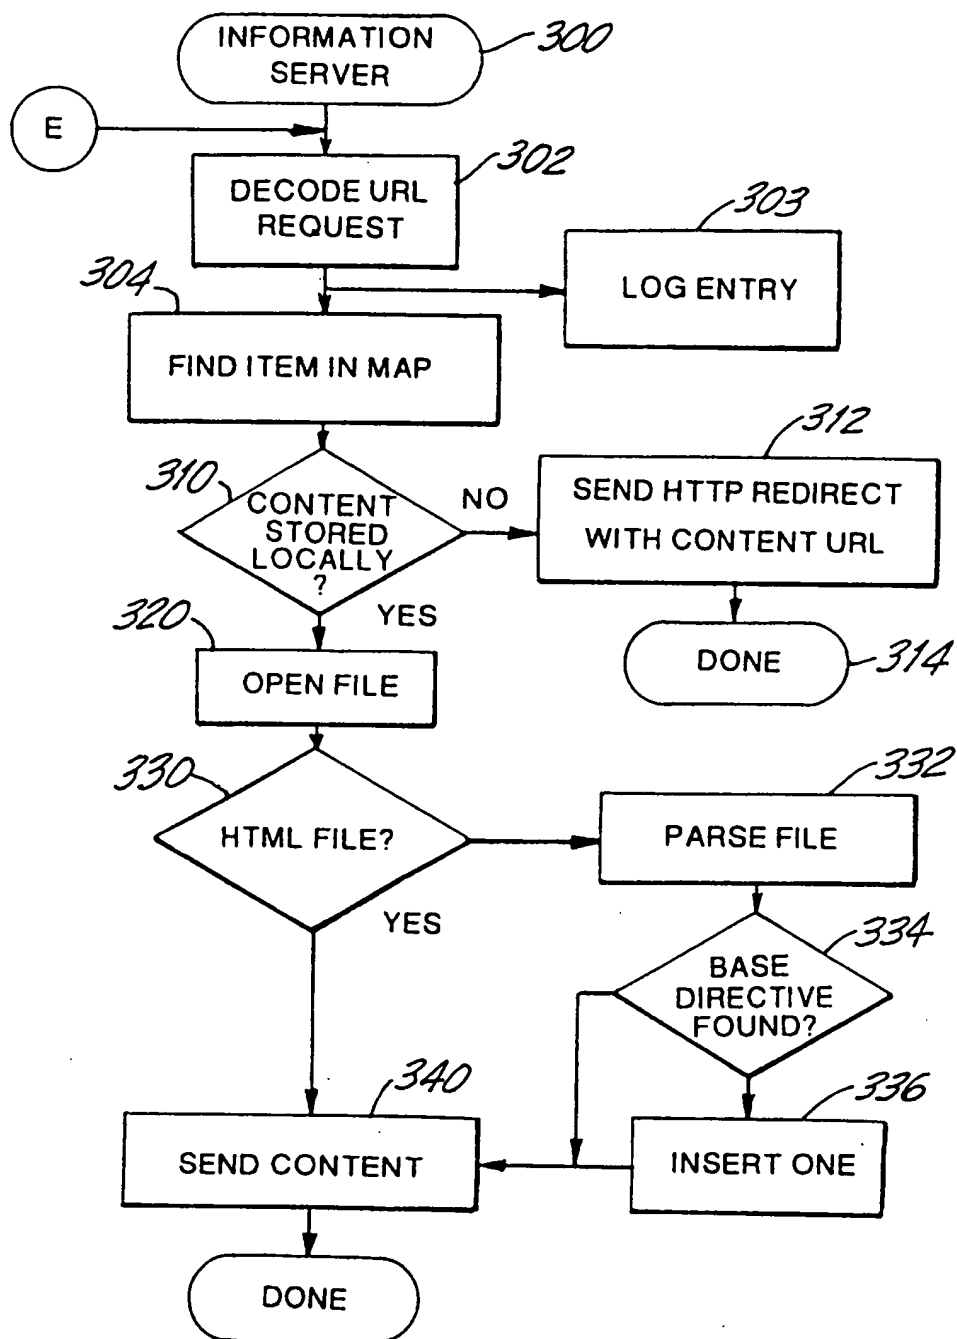 INFORMATION
SERVER
300
E
302
DECODE URL
REQUEST
303
LOG ENTRY
304
FIND ITEM IN MAP
310
CONTENT
STORED
LOCALLY
?
NO
312
SEND HTTP REDIRECT
WITH CONTENT URL
YES
320
OPEN FILE
DONE
314
330
HTML FILE?
332
PARSE FILE
YES
334
BASE
DIRECTIVE
FOUND?
340
SEND CONTENT
336
INSERT ONE
DONE